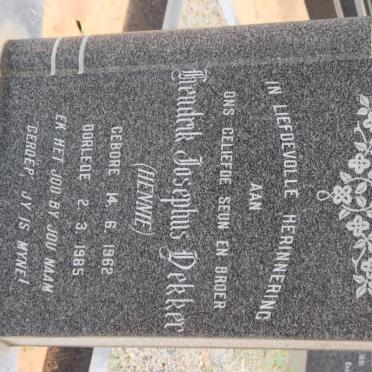 IN LIEFDEVOLLE HERINNERING
AAN
ONS GELIEFDE SEUN EN BROER
Hendrik Josephus Dekker
(HENNIE)
GEBORE 14 6 1962
OORLEDE 2 3 1985
EK HET JOU BY JOU NAAM
GEROEP, JY IS MYNE!